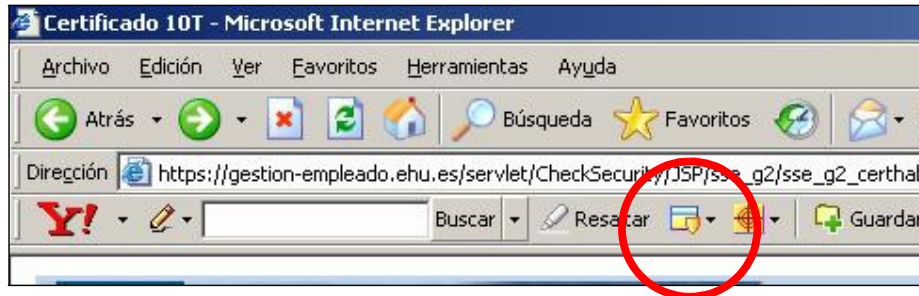 Certificado 10T - Microsoft Internet Explorer
Archivo Edición Ver Favoritos Herramientas Ayuda
Atrás Búsqueda Favoritos
Dirección https://gestion-empleado.ehu.es/servlet/CheckSecurity/JSP/sse_g2/sse_g2_certhab
Y! Buscar Resaltar Guardar